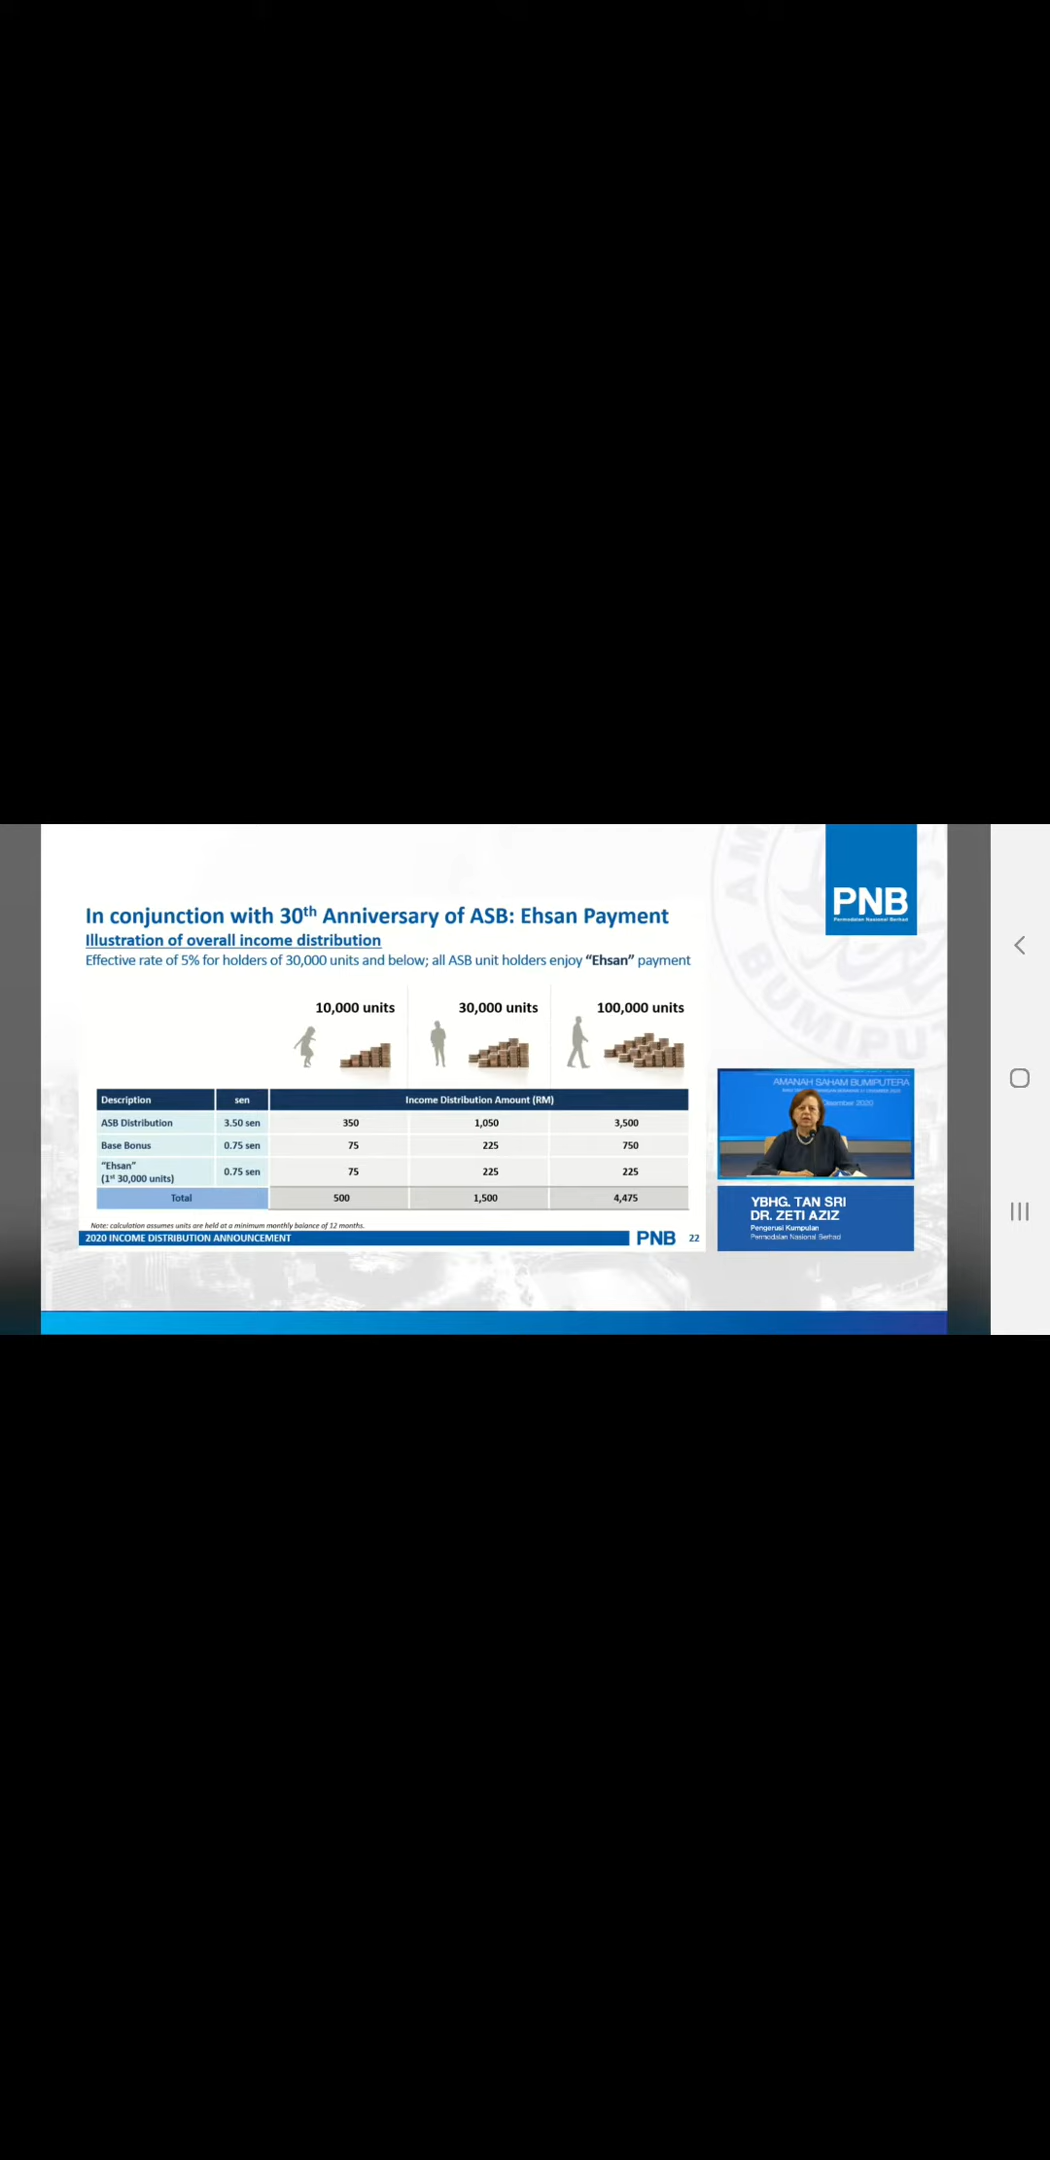 PNB
Permodalan Nasional Berhad
In conjunction with 30th Anniversary of ASB: Ehsan Payment
Illustration of overall income distribution
Effective rate of 5% for holders of 30,000 units and below; all ASB unit holders enjoy “Ehsan” payment
10,000 units 30,000 units 100,000 units
Description sen Income Distribution Amount (RM)
ASB Distribution 3.50 sen 350 1,050 3,500
Base Bonus 0.75 sen 75 225 750
“Ehsan”
(1st 30,000 units) 0.75 sen 75 225 225
Total 500 1,500 4,475
Note: calculation assumes units are held at a minimum monthly balance of 12 months.
2020 INCOME DISTRIBUTION ANNOUNCEMENT PNB 22
AMANAH SAHAM BUMIPUTERA
Disember 2020
YBHG. TAN SRI
DR. ZETI AZIZ
Pengerusi Kumpulan
Permodalan Nasional Berhad
AM
BUMIPUT